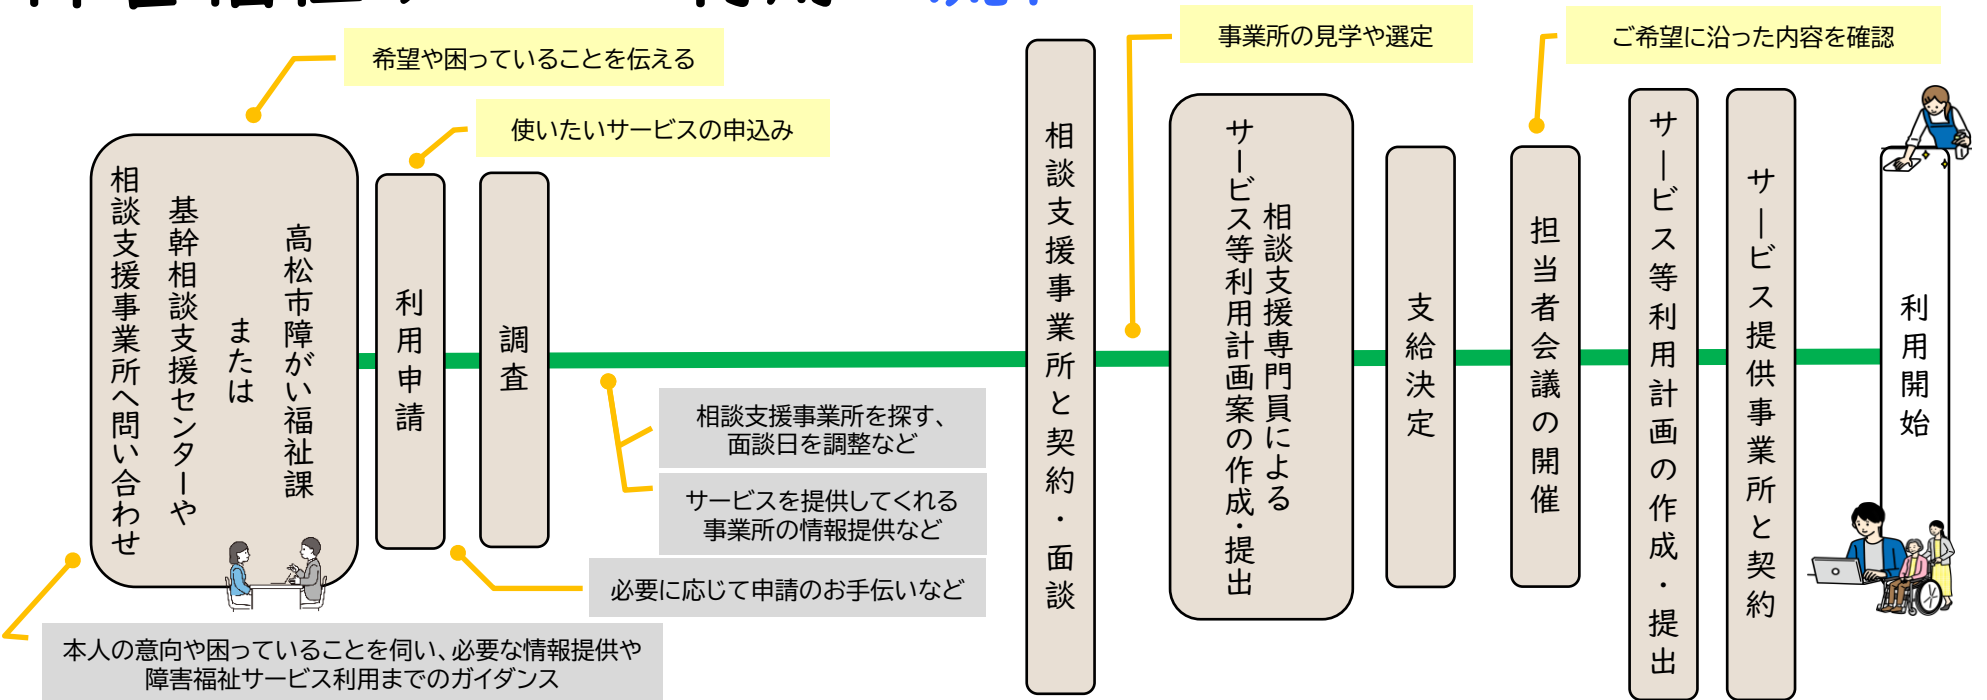 希望や困っていることを伝える
使いたいサービスの申込み
事業所の見学や選定
ご希望に沿った内容を確認
高松市障がい福祉課
または
基幹相談支援センターや
相談支援事業所へ問い合わせ
利用申請
調査
相談支援事業所と契約・面談
相談支援専門員による
サービス等利用計画案の作成・提出
支給決定
担当者会議の開催
サービス等利用計画の作成・提出
サービス提供事業所と契約
利用開始
相談支援事業所を探す、
面談日を調整など
サービスを提供してくれる
事業所の情報提供など
必要に応じて申請のお手伝いなど
本人の意向や困っていることを伺い、必要な情報提供や
障害福祉サービス利用までのガイダンス